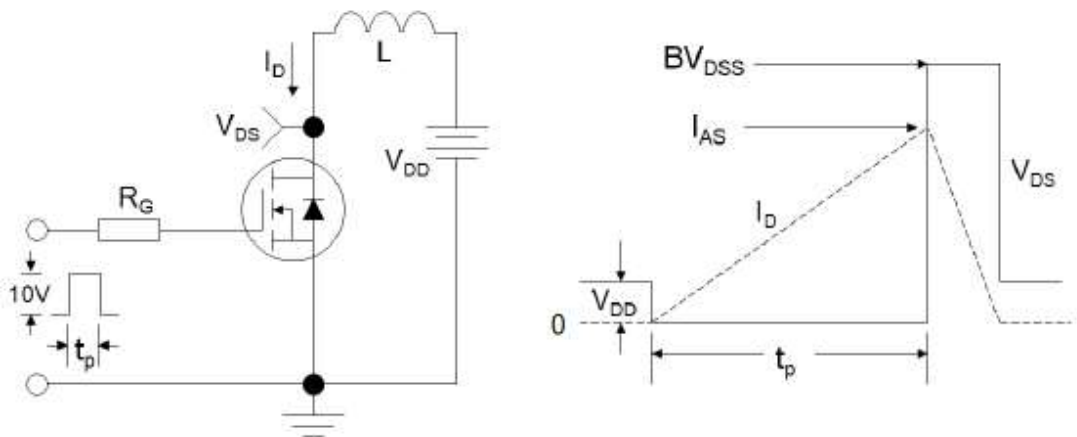 L
I_D
V_DS
V_DD
R_G
10V
t_p
BV_DSS
I_AS
V_DS
I_D
V_DD
0
t_p